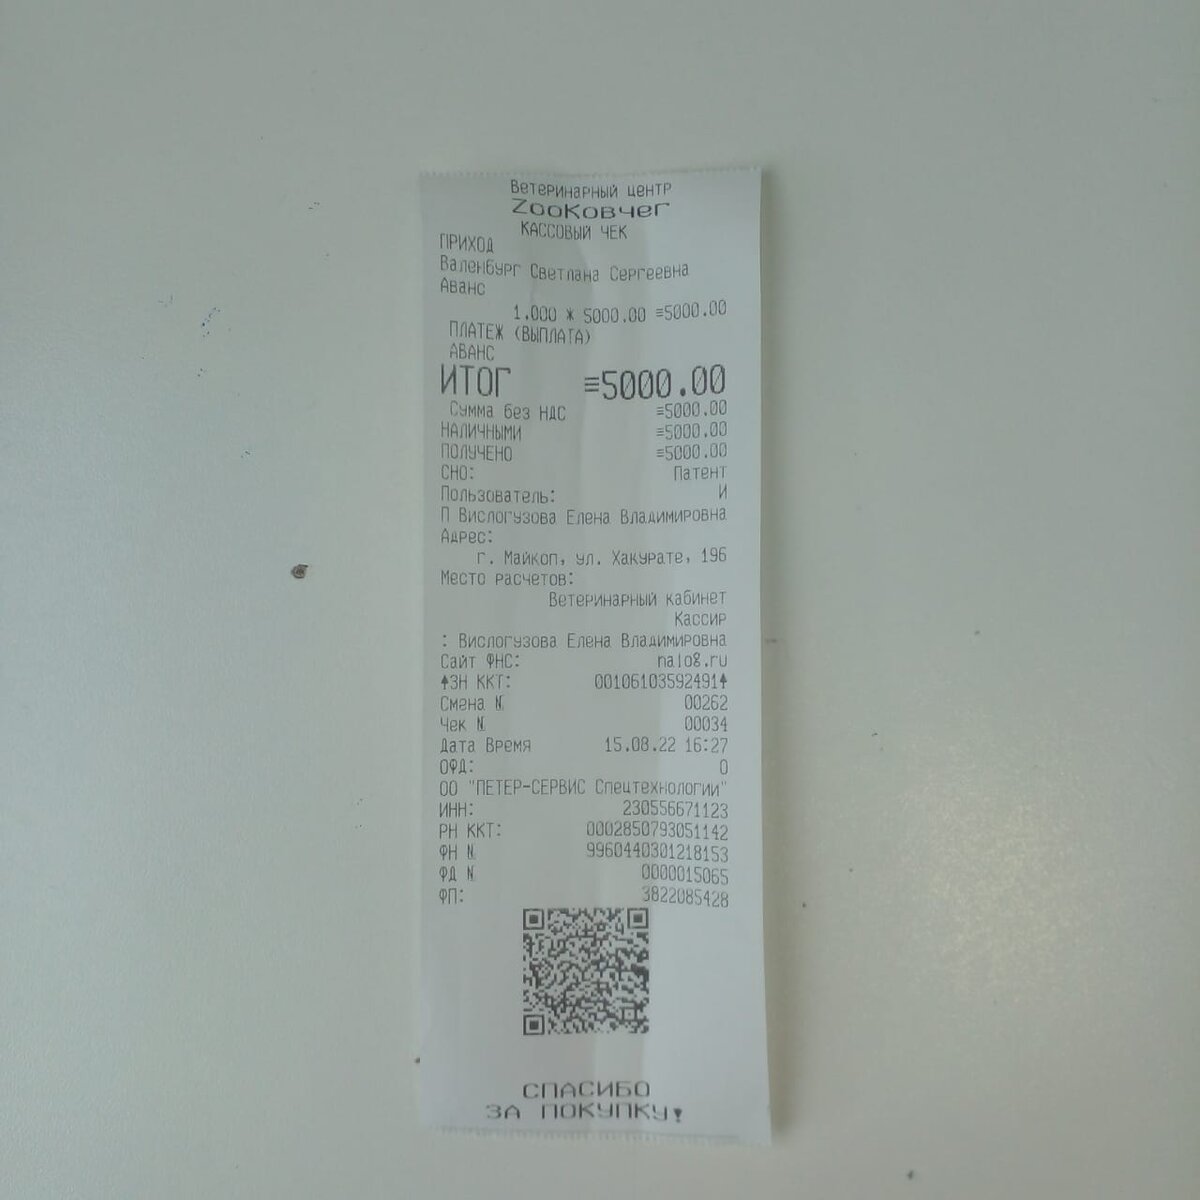 Ветеринарный центр
ZooКовчег
КАССОВЫЙ ЧЕК
ПРИХОД
Валенбург Светлана Сергеевна
Аванс
1.000 * 5000.00 ≡5000.00
ПЛАТЕЖ (ВЫПЛАТА)
АВАНС
ИТОГ ≡5000.00
Сумма без НДС ≡5000.00
НАЛИЧНЫМИ ≡5000.00
ПОЛУЧЕНО ≡5000.00
СНО: Патент
Пользователь: И
П Вислогузова Елена Владимировна
Адрес:
г. Майкоп, ул. Хакурате, 196
Место расчетов:
Ветеринарный кабинет
Кассир
: Вислогузова Елена Владимировна
Сайт ФНС: nalog.ru
↑ЗН ККТ: 00106103592491↑
Смена № 00262
Чек № 00034
Дата Время 15.08.22 16:27
ОФД: О
ОО "ПЕТЕР-СЕРВИС Спецтехнологии"
ИНН: 230556671123
РН ККТ: 0002850793051142
ФН № 9960440301218153
ФД № 0000015065
ФП: 3822085428
СПАСИБО
ЗА ПОКУПКУ!